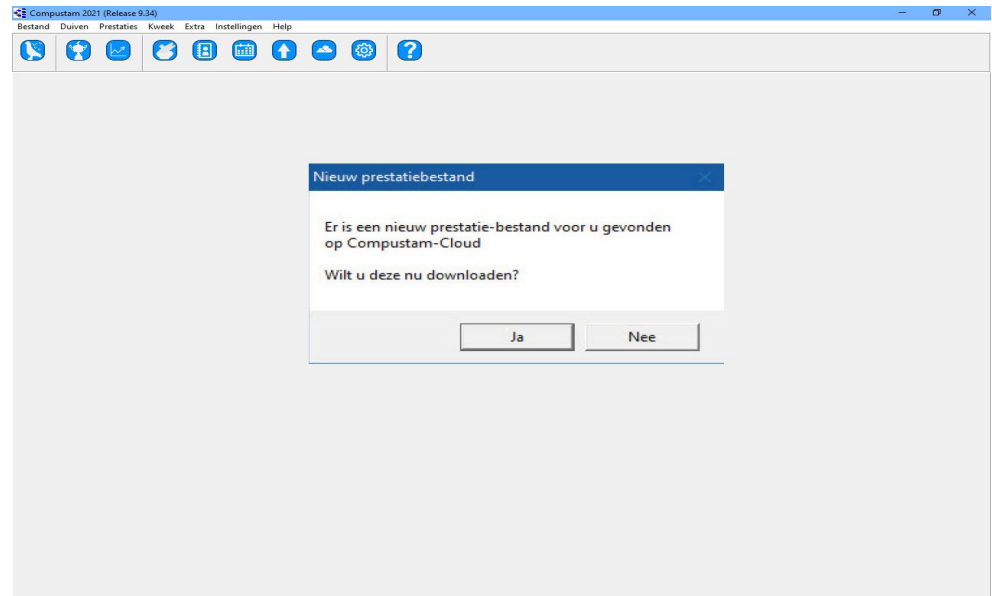 Compustam 2021 (Release 9.34)
Bestand Duiven Prestaties Kweek Extra Instellingen Help
Nieuw prestatiebestand
Er is een nieuw prestatie-bestand voor u gevonden
op Compustam-Cloud
Wilt u deze nu downloaden?
Ja Nee